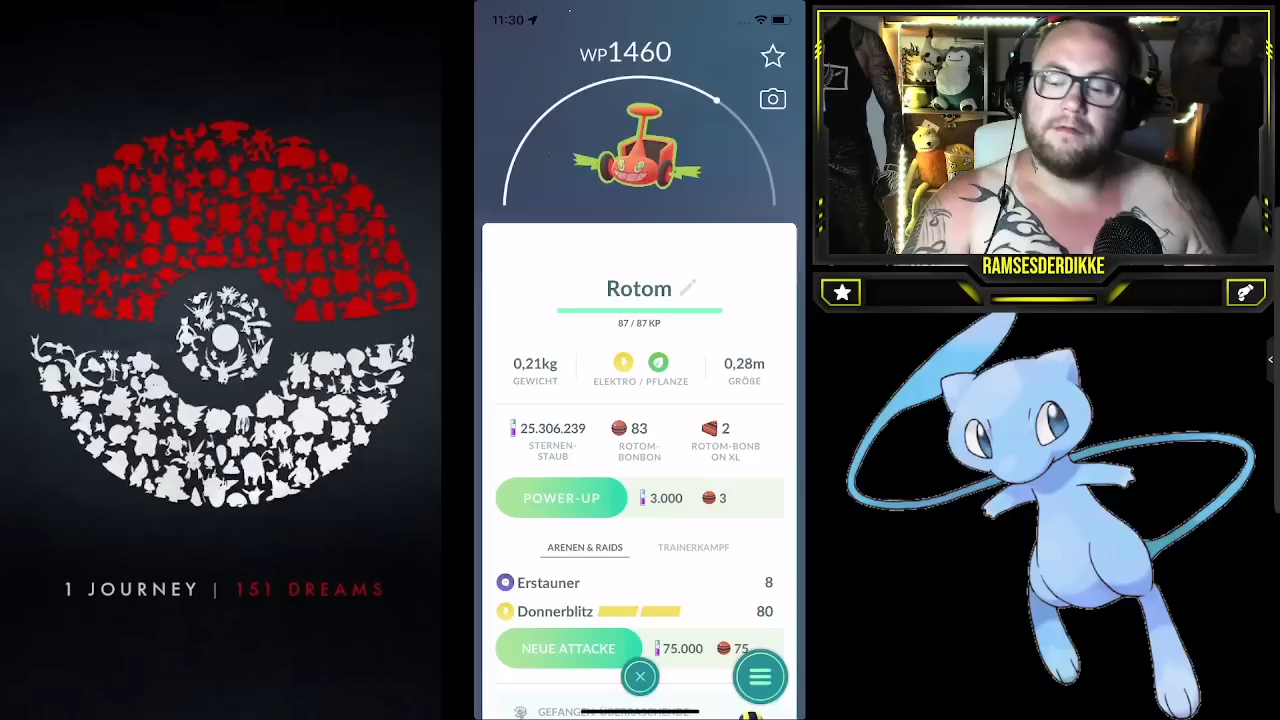 1 JOURNEY | 151 DREAMS
11:30
WP1460
Rotom
87 / 87 KP
0,21kg
GEWICHT
ELEKTRO / PFLANZE
0,28m
GRÖßE
25.306.239
STERNEN-
STAUB
83
ROTOM-
BONBON
2
ROTOM-BONB
ON XL
POWER-UP
3.000
3
ARENEN & RAIDS
TRAINERKAMPF
Erstauner
8
Donnerblitz
80
NEUE ATTACKE
75.000
75
GEFANGEN: ÜBERRASCHENDE
RAMSESDERDIKKE